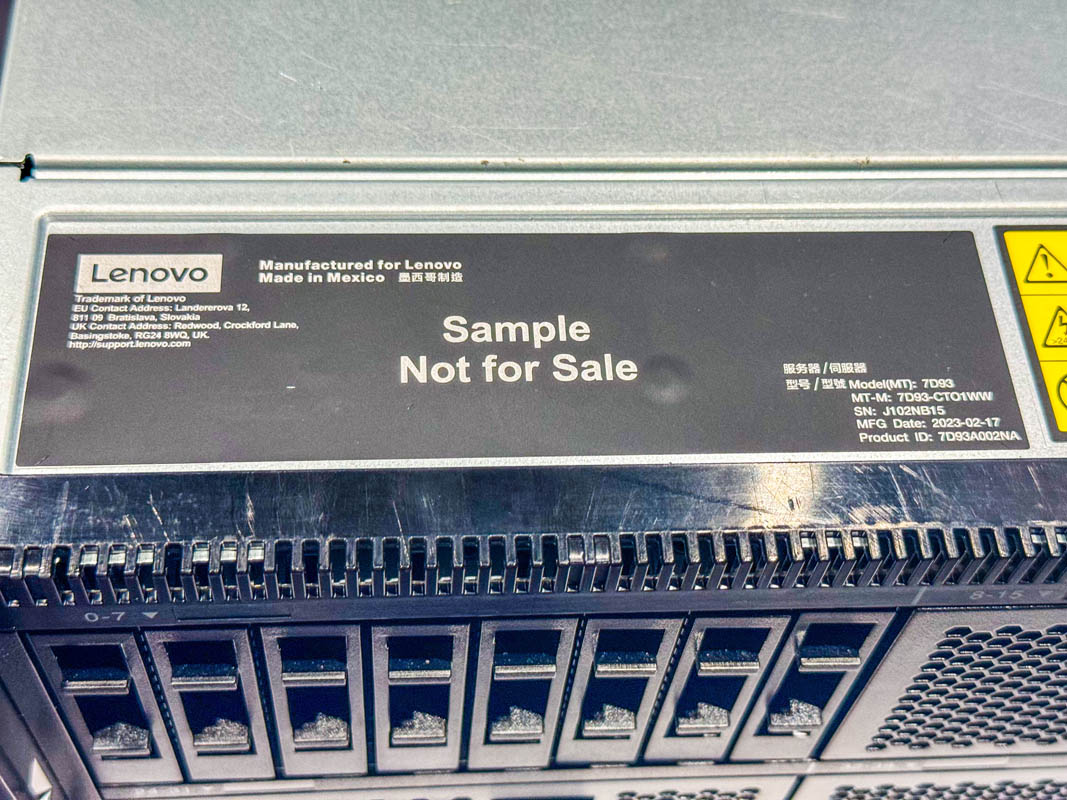 Lenovo
Manufactured for Lenovo
Made in Mexico 墨西哥制造
Trademark of Lenovo
EU Contact Address: Landererova 12,
811 09 Bratislava, Slovakia
UK Contact Address: Redwood, Crockford Lane,
Basingstoke, RG24 8WQ, UK.
http://support.lenovo.com
Sample
Not for Sale
服务器/伺服器
型号/型號 Model(MT): 7D93
MT-M: 7D93-CTO1WW
SN: J102NB15
MFG Date: 2023-02-17
Product ID: 7D93A002NA
0-7
8-15